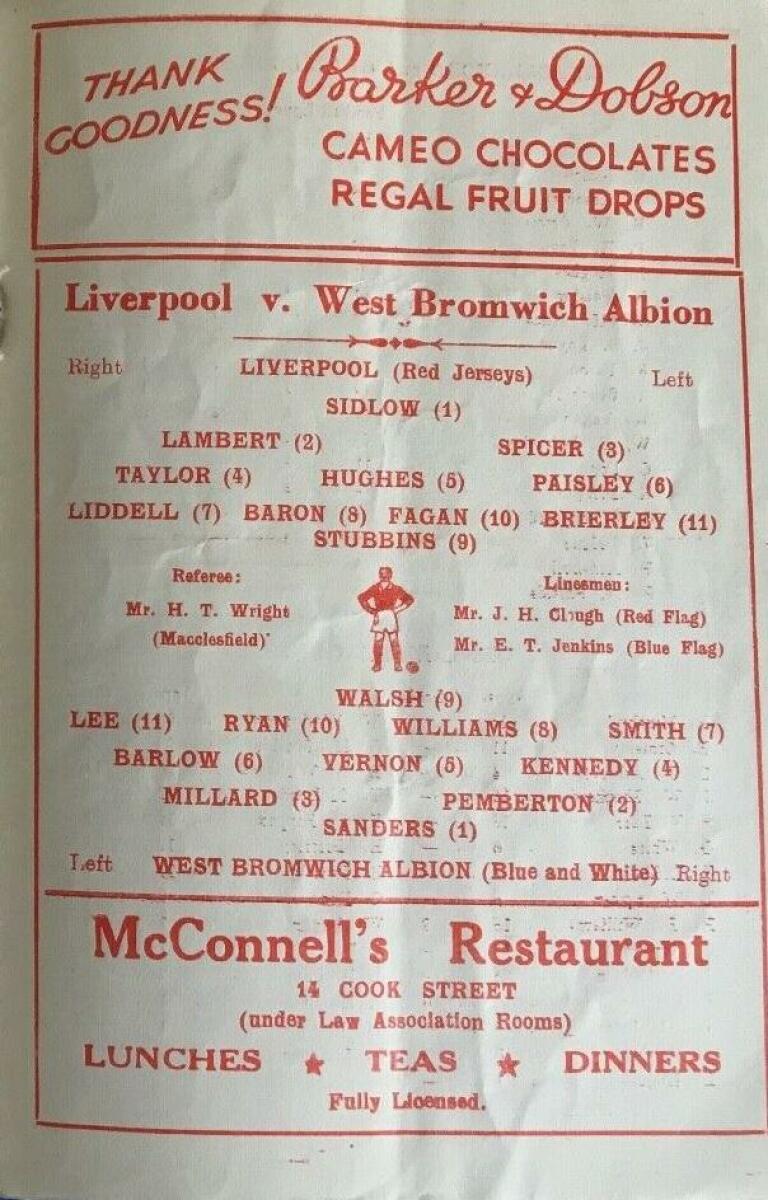 THANK GOODNESS! Barker & Dobson
CAMEO CHOCOLATES
REGAL FRUIT DROPS
Liverpool v. West Bromwich Albion
Right LIVERPOOL (Red Jerseys) Left
SIDLOW (1)
LAMBERT (2) SPICER (3)
TAYLOR (4) HUGHES (5) PAISLEY (6)
LIDDELL (7) BARON (8) FAGAN (10) BRIERLEY (11)
STUBBINS (9)
Referee: Linesmen:
Mr. H. T. Wright Mr. J. H. Clough (Red Flag)
(Macclesfield) Mr. E. T. Jenkins (Blue Flag)
WALSH (9)
LEE (11) RYAN (10) WILLIAMS (8) SMITH (7)
BARLOW (6) VERNON (5) KENNEDY (4)
MILLARD (3) PEMBERTON (2)
SANDERS (1)
Left WEST BROMWICH ALBION (Blue and White) Right
McConnell's Restaurant
14 COOK STREET
(under Law Association Rooms)
LUNCHES ★ TEAS ★ DINNERS
Fully Licensed.